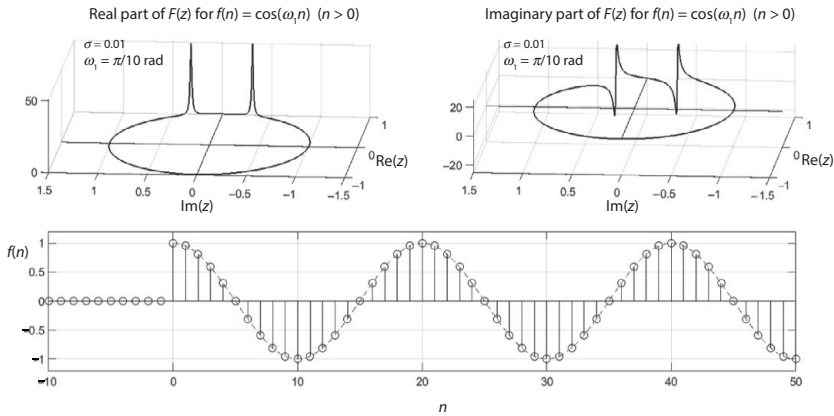 Real part of F(z) for f(n) = cos(ω₁n) (n > 0)
σ = 0.01
ω₁ = π/10 rad
50
0
1.5 1 0.5 0 −0.5 −1 −1.5
Im(z)
−1
0
1
Re(z)
Imaginary part of F(z) for f(n) = cos(ω₁n) (n > 0)
σ = 0.01
ω₁ = π/10 rad
20
0
−20
1.5 1 0.5 0 −0.5 −1 −1.5
Im(z)
−1
0
1
Re(z)
f(n)
1
0.5
0
−0.5
−1
−10 0 10 20 30 40 50
n